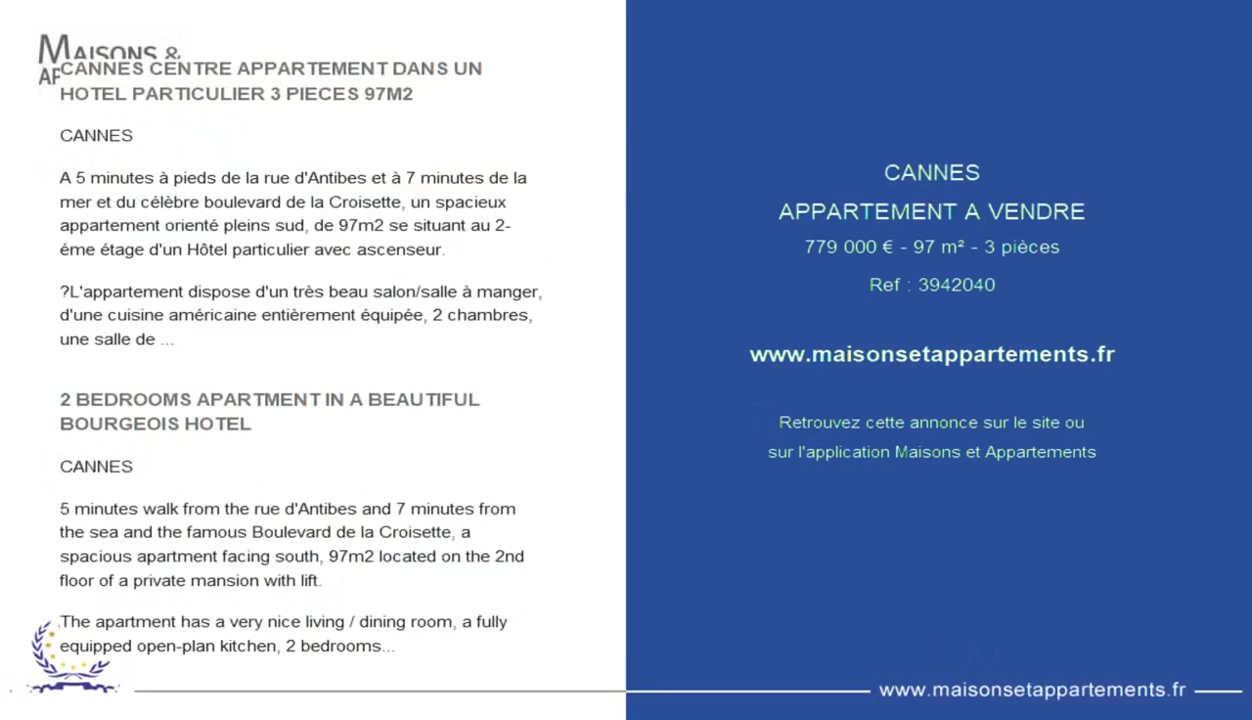 MAISONS &
AP
CANNES CENTRE APPARTEMENT DANS UN
HOTEL PARTICULIER 3 PIECES 97M2
CANNES
A 5 minutes à pieds de la rue d'Antibes et à 7 minutes de la
mer et du célèbre boulevard de la Croisette, un spacieux
appartement orienté pleins sud, de 97m2 se situant au 2-
éme étage d'un Hôtel particulier avec ascenseur.
?L'appartement dispose d'un très beau salon/salle à manger,
d'une cuisine américaine entièrement équipée, 2 chambres,
une salle de ...
2 BEDROOMS APARTMENT IN A BEAUTIFUL
BOURGEOIS HOTEL
CANNES
5 minutes walk from the rue d'Antibes and 7 minutes from
the sea and the famous Boulevard de la Croisette, a
spacious apartment facing south, 97m2 located on the 2nd
floor of a private mansion with lift.
The apartment has a very nice living / dining room, a fully
equipped open-plan kitchen, 2 bedrooms...
CANNES
APPARTEMENT A VENDRE
779 000 € - 97 m² - 3 pièces
Ref : 3942040
www.maisonsetappartements.fr
Retrouvez cette annonce sur le site ou
sur l'application Maisons et Appartements
www.maisonsetappartements.fr